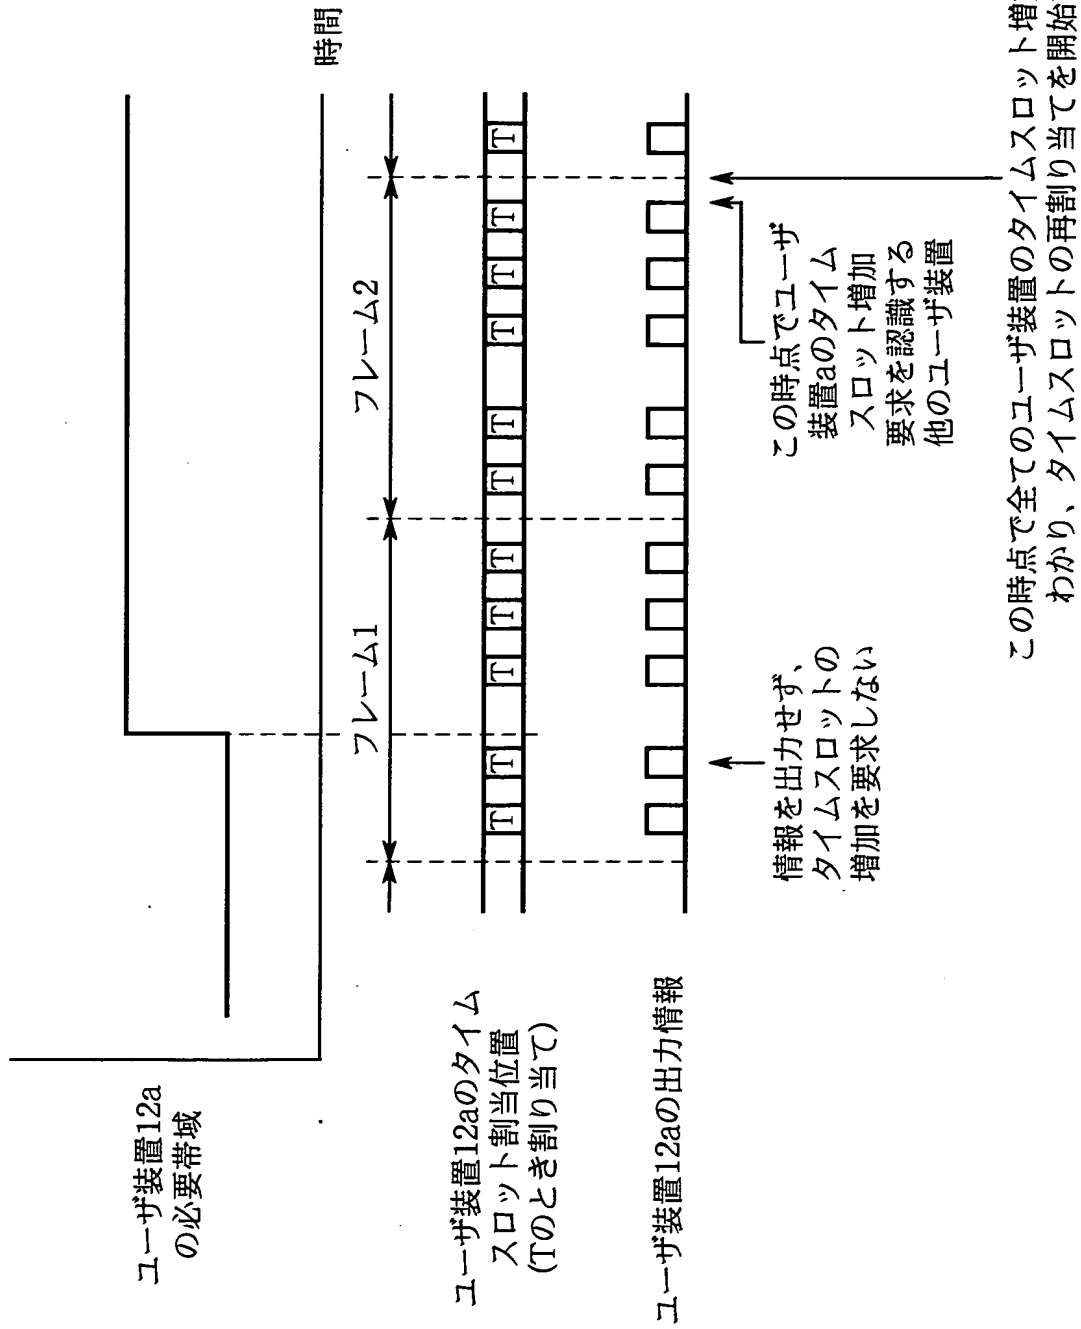 ユーザ装置12a
の必要帯域
時間
フレーム1
フレーム2
ユーザ装置12aのタイム
スロット割当位置
(Tのとき割り当て)
T T T T T T T T T T T
ユーザ装置12aの出力情報
情報を出力せず、
タイムスロットの
増加を要求しない
この時点でユーザ
装置aのタイム
スロット増加
要求を認識する
他のユーザ装置
この時点で全てのユーザ装置のタイムスロット増
わかり、タイムスロットの再割り当てを開始